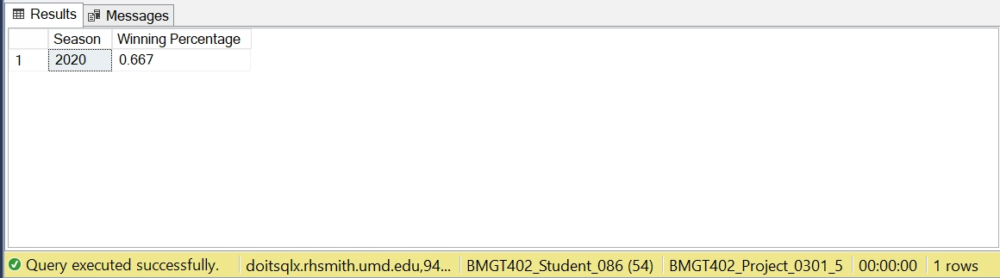 Results Messages
Season Winning Percentage
1 2020 0.667
Query executed successfully. doitsqlx.rhsmith.umd.edu,94... BMGT402_Student_086 (54) BMGT402_Project_0301_5 00:00:00 1 rows